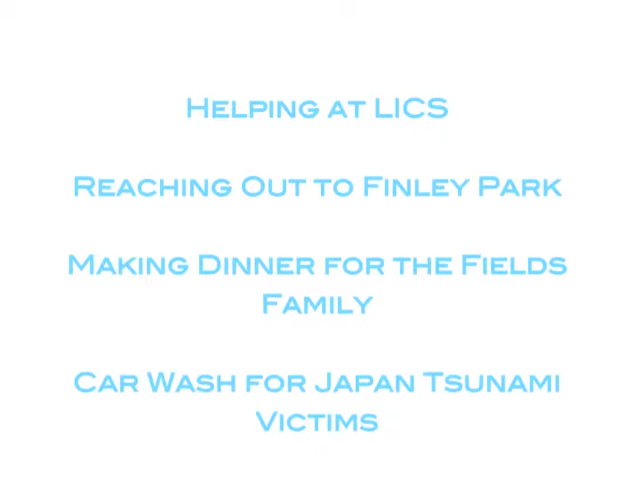 Helping at LICS
Reaching Out to Finley Park
Making Dinner for the Fields
Family
Car Wash for Japan Tsunami
Victims